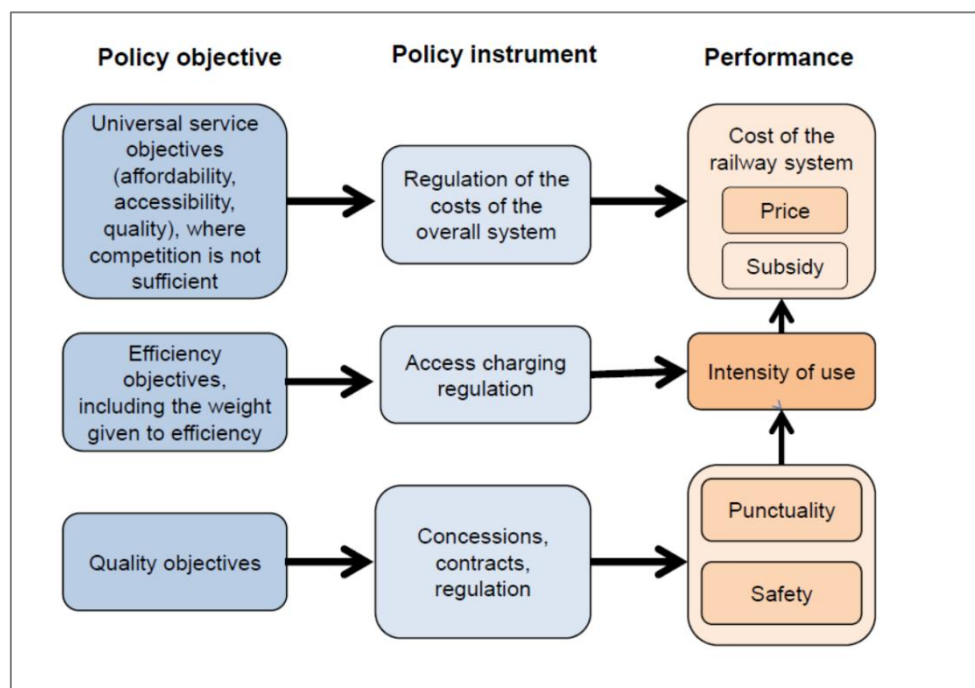 Policy objective
Policy instrument
Performance
Universal service
objectives
(affordability,
accessibility,
quality), where
competition is not
sufficient
Regulation of the
costs of the
overall system
Cost of the
railway system
Price
Subsidy
Efficiency
objectives,
including the weight
given to efficiency
Access charging
regulation
Intensity of use
Quality objectives
Concessions,
contracts,
regulation
Punctuality
Safety